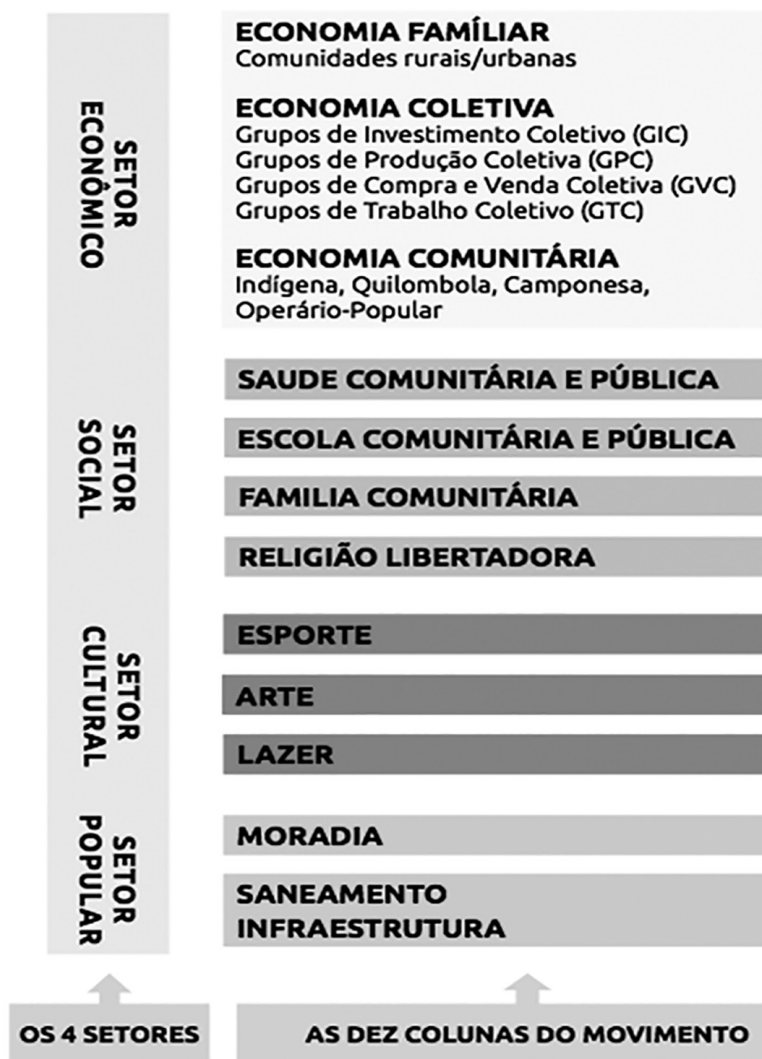 SETOR
ECONÔMICO
ECONOMIA FAMÍLIAR
Comunidades rurais/urbanas
ECONOMIA COLETIVA
Grupos de Investimento Coletivo (GIC)
Grupos de Produção Coletiva (GPC)
Grupos de Compra e Venda Coletiva (GVC)
Grupos de Trabalho Coletivo (GTC)
ECONOMIA COMUNITÁRIA
Indígena, Quilombola, Camponesa,
Operário-Popular
SETOR
SOCIAL
SAUDE COMUNITÁRIA E PÚBLICA
ESCOLA COMUNITÁRIA E PÚBLICA
FAMILIA COMUNITÁRIA
RELIGIÃO LIBERTADORA
SETOR
CULTURAL
ESPORTE
ARTE
LAZER
SETOR
POPULAR
MORADIA
SANEAMENTO
INFRAESTRUTURA
OS 4 SETORES
AS DEZ COLUNAS DO MOVIMENTO